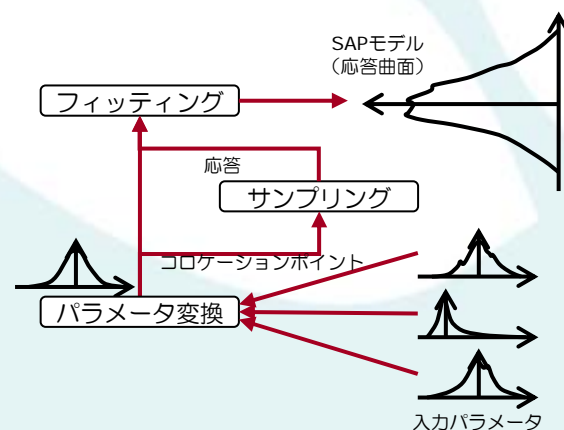 SAPモデル
（応答曲面）
フィッティング
応答
サンプリング
コロケーションポイント
パラメータ変換
入力パラメータ